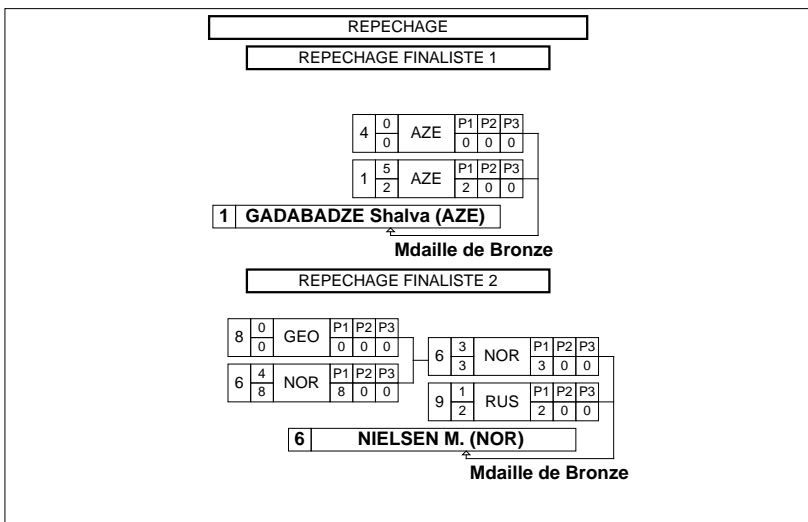 REPECHAGE
REPECHAGE FINALISTE 1
4 0 0 AZE P1 P2 P3 0 0 0
1 5 2 AZE P1 P2 P3 2 0 0
1 GADABADZE Shalva (AZE)
Mdaille de Bronze
REPECHAGE FINALISTE 2
8 0 0 GEO P1 P2 P3 0 0 0
6 4 8 NOR P1 P2 P3 8 0 0
6 3 3 NOR P1 P2 P3 3 0 0
9 1 2 RUS P1 P2 P3 2 0 0
6 NIELSEN M. (NOR)
Mdaille de Bronze